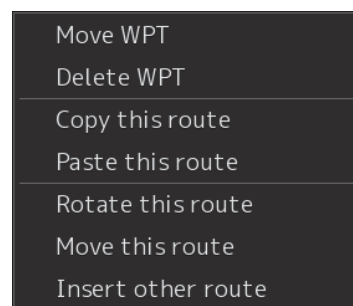 Move WPT
Delete WPT
Copy this route
Paste this route
Rotate this route
Move this route
Insert other route